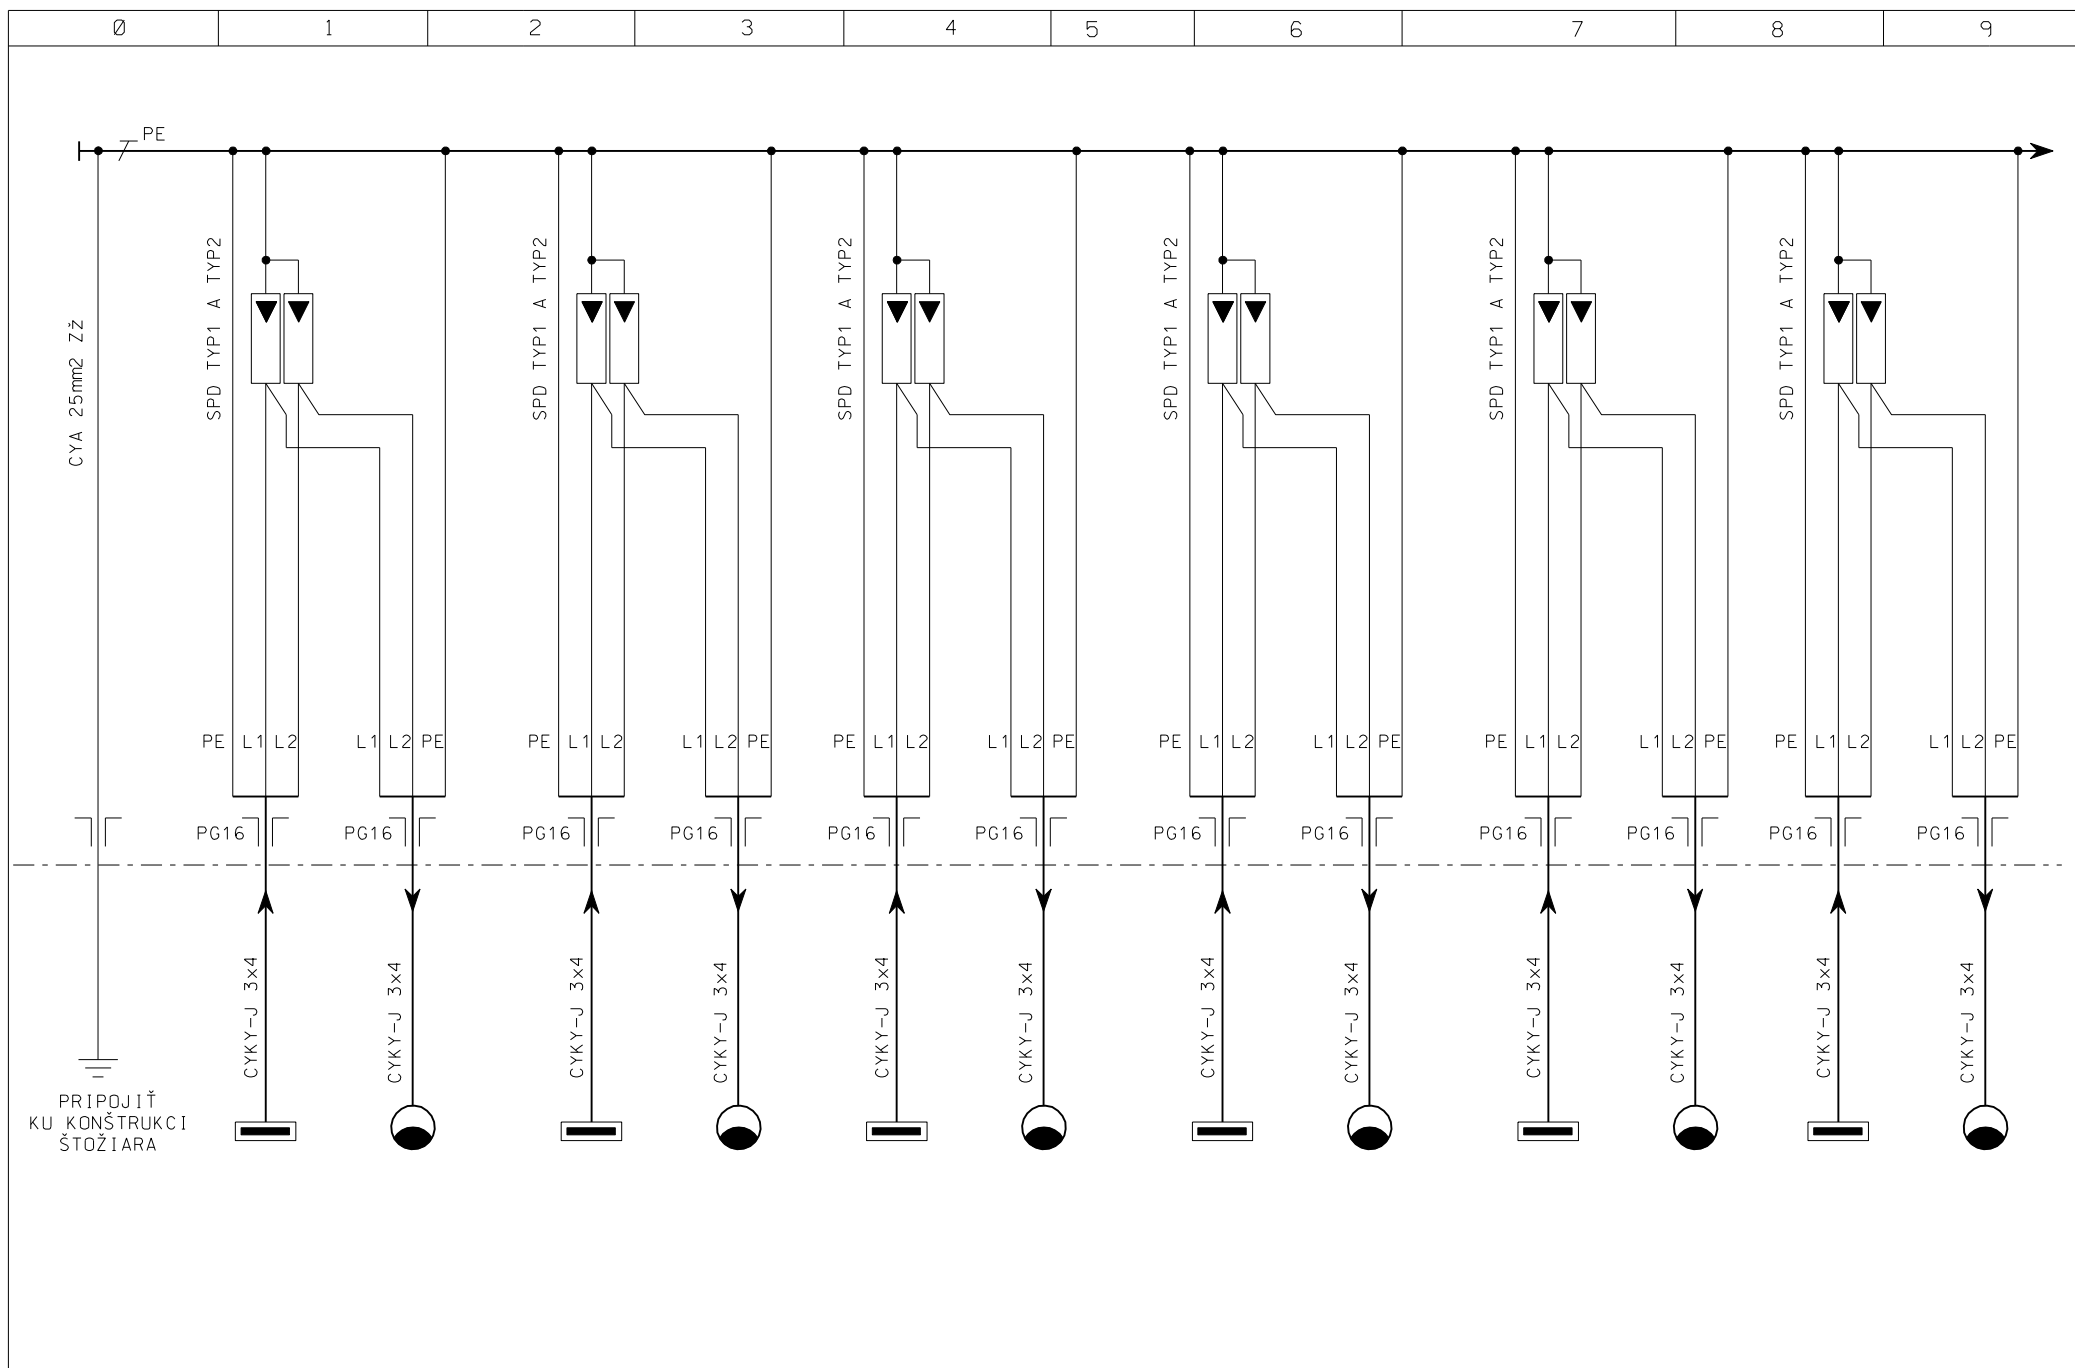 Ø 1 2 3 4 5 6 7 8 9
PE
CYA 25mm2 ZŽ
SPD TYP1 A TYP2
SPD TYP1 A TYP2
SPD TYP1 A TYP2
SPD TYP1 A TYP2
SPD TYP1 A TYP2
SPD TYP1 A TYP2
PE L1 L2 L1 L2 PE PE L1 L2 L1 L2 PE PE L1 L2 L1 L2 PE PE L1 L2 L1 L2 PE PE L1 L2 L1 L2 PE PE L1 L2 L1 L2 PE
PG16 PG16 PG16 PG16 PG16 PG16 PG16 PG16 PG16 PG16 PG16 PG16
CYKY-J 3x4
CYKY-J 3x4
CYKY-J 3x4
CYKY-J 3x4
CYKY-J 3x4
CYKY-J 3x4
CYKY-J 3x4
CYKY-J 3x4
CYKY-J 3x4
CYKY-J 3x4
CYKY-J 3x4
CYKY-J 3x4
PRIPOJIŤ
KU KONŠTRUKCI
ŠTOŽIARA